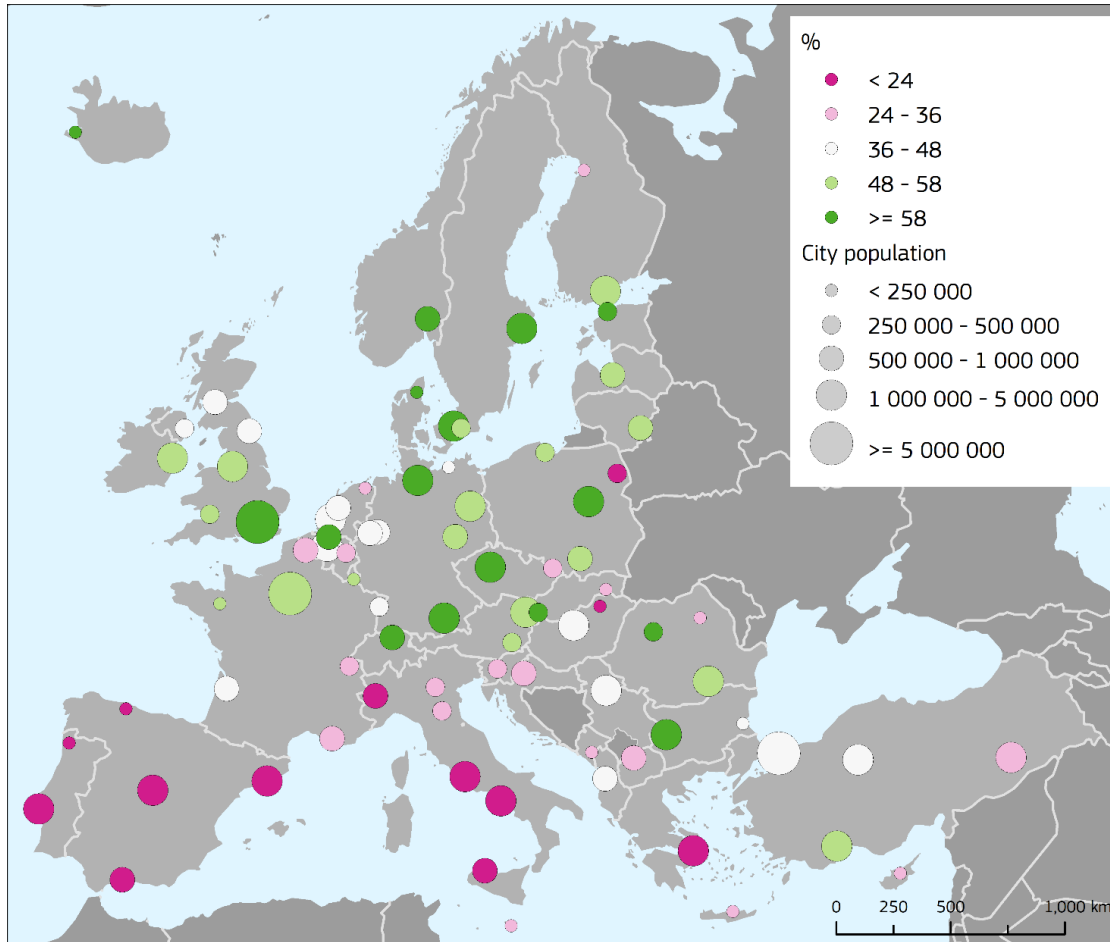 %
< 24
24 - 36
36 - 48
48 - 58
>= 58
City population
< 250 000
250 000 - 500 000
500 000 - 1 000 000
1 000 000 - 5 000 000
>= 5 000 000
0 250 500 1,000 km